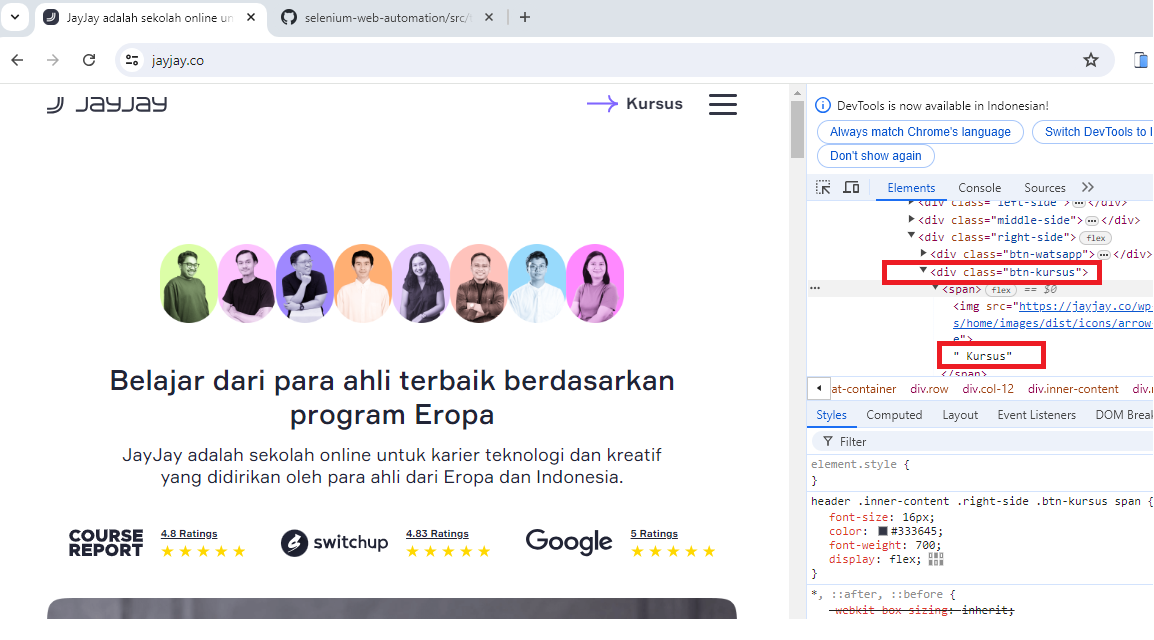 JayJay adalah sekolah online un
selenium-web-automation/src/
jayjay.co
JAYJAY
Kursus
Belajar dari para ahli terbaik berdasarkan
program Eropa
JayJay adalah sekolah online untuk karier teknologi dan kreatif
yang didirikan oleh para ahli dari Eropa dan Indonesia.
COURSE
REPORT
4.8 Ratings
switchup
4.83 Ratings
Google
5 Ratings
DevTools is now available in Indonesian!
Always match Chrome's language
Switch DevTools to I
Don't show again
Elements
Console
Sources
<div class="left-side">…</div>
<div class="middle-side">…</div>
<div class="right-side"> flex
<div class="btn-watsapp">…</div>
<div class="btn-kursus">
<span> flex == $0
<img src="https://jayjay.co/wp-
s/home/images/dist/icons/arrow-
e">
" Kursus"
</span>
at-container div.row div.col-12 div.inner-content div.
Styles
Computed
Layout
Event Listeners
DOM Break
Filter
element.style {
}
header .inner-content .right-side .btn-kursus span {
font-size: 16px;
color: #333645;
font-weight: 700;
display: flex;
}
*, ::after, ::before {
-webkit-box-sizing: inherit;